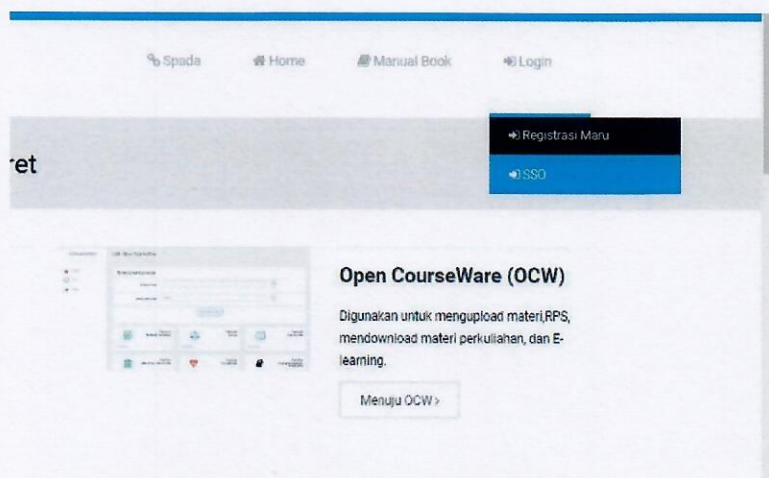 Spada Home Manual Book Login
Registrasi Maru
ret
SSO
Open CourseWare (OCW)
Digunakan untuk mengupload materi,RPS,
mendownload materi perkuliahan, dan E-
learning.
Menuju OCW >